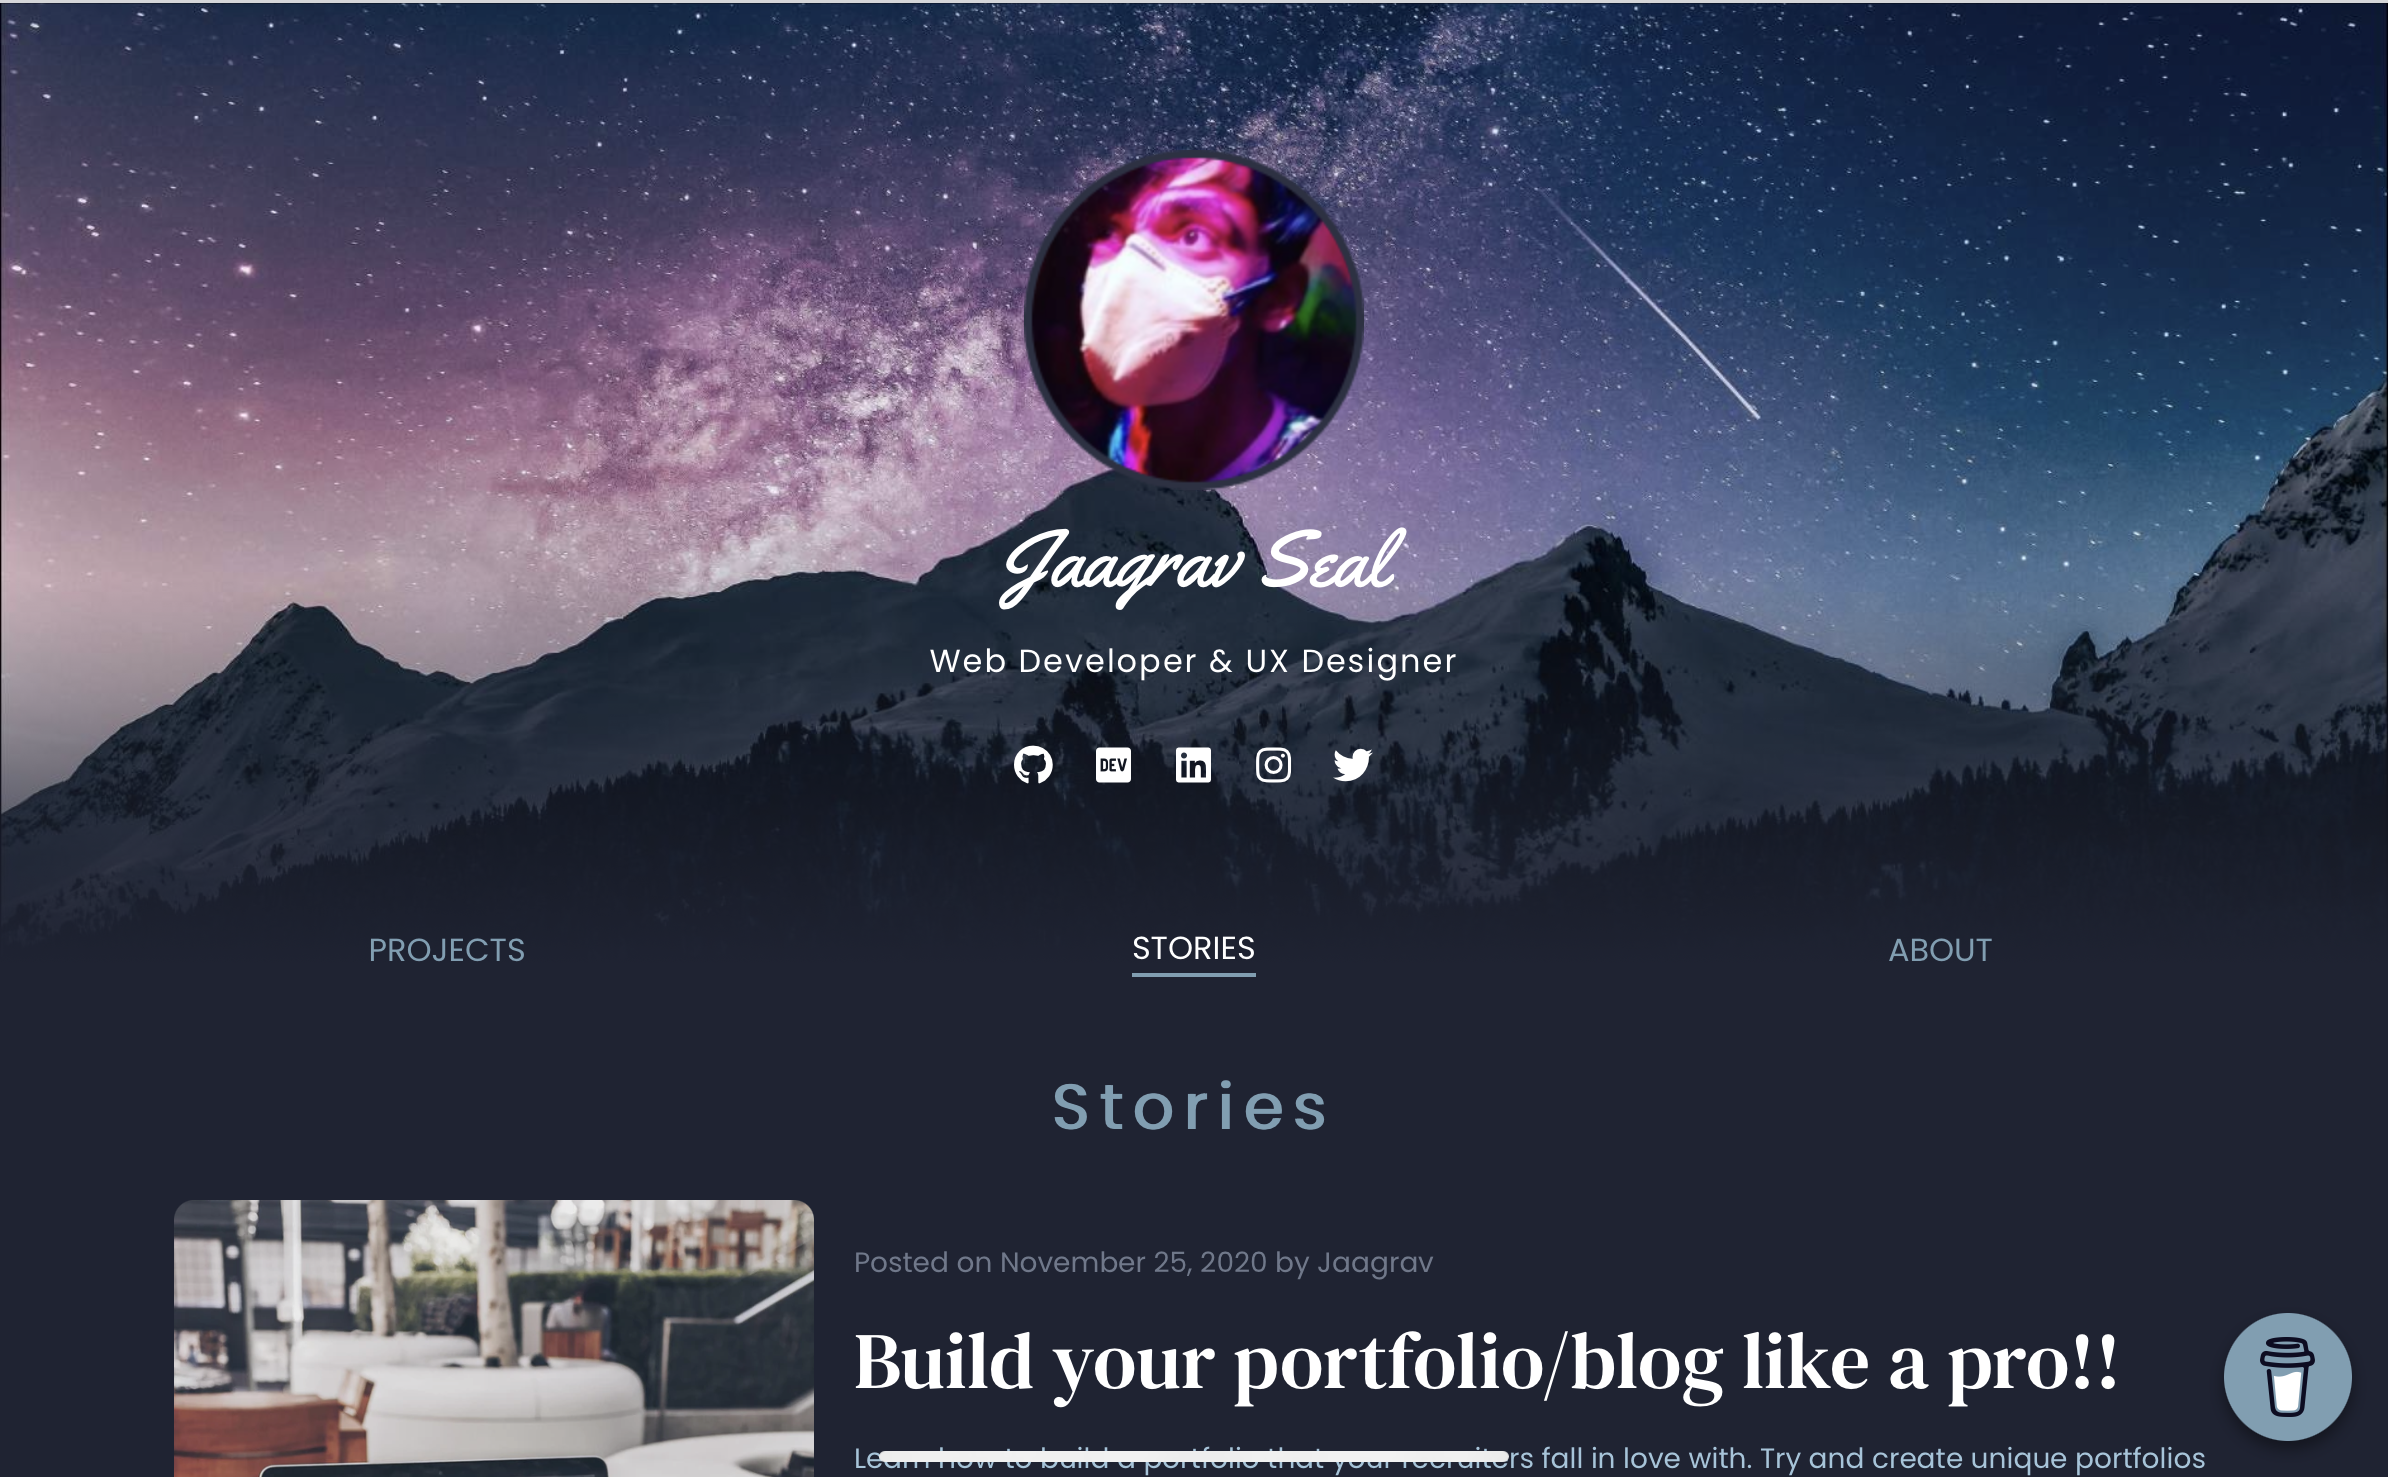 Jaagrav Seal
Web Developer & UX Designer
DEV
in
PROJECTS
STORIES
ABOUT
Stories
Posted on November 25, 2020 by Jaagrav
Build your portfolio/blog like a pro!!
Learn how to build a portfolio that your recruiters fall in love with. Try and create unique portfolios